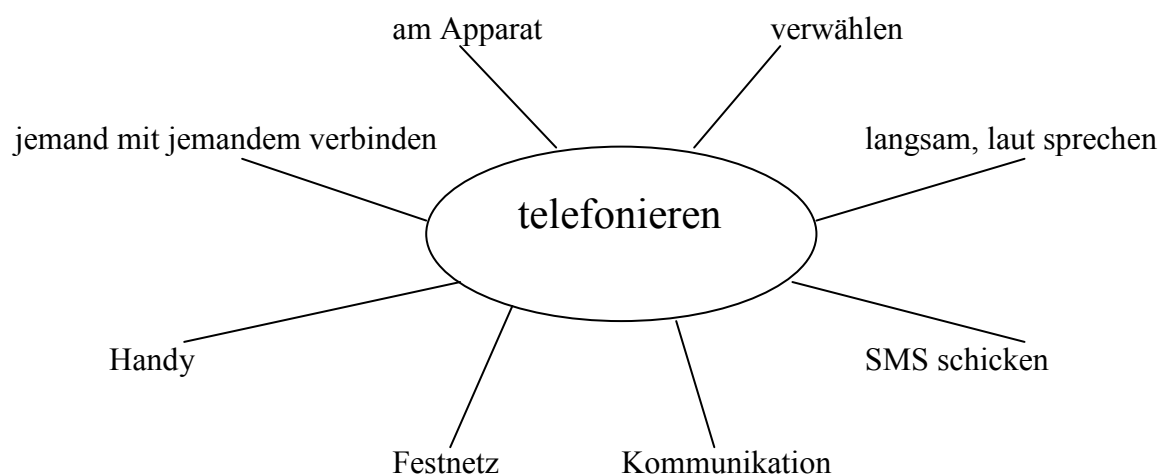 am Apparat
verwählen
jemand mit jemandem verbinden
langsam, laut sprechen
telefonieren
Handy
SMS schicken
Festnetz
Kommunikation